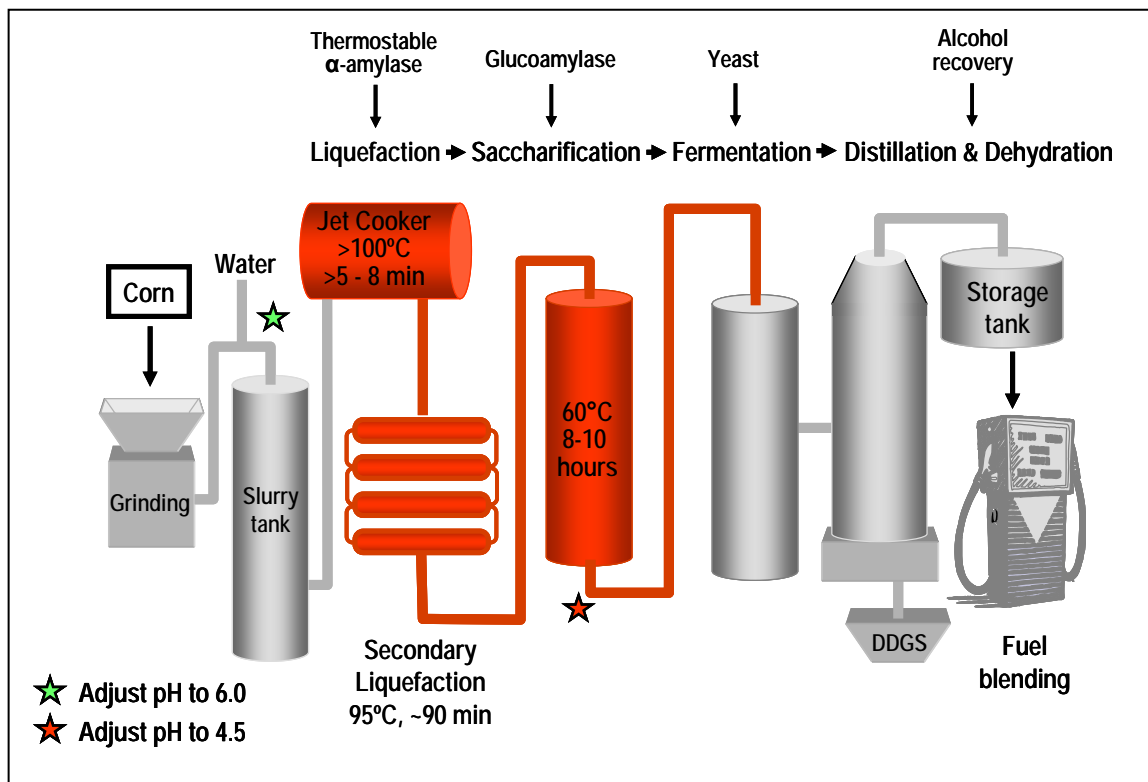 Thermostable
α-amylase
Glucoamylase
Yeast
Alcohol
recovery
Liquefaction
Saccharification
Fermentation
Distillation & Dehydration
Jet Cooker
>100ºC
>5 - 8 min
Water
Corn
Storage
tank
60°C
8-10
hours
Grinding
Slurry
tank
DDGS
Secondary
Liquefaction
95ºC, ~90 min
Fuel
blending
Adjust pH to 6.0
Adjust pH to 4.5